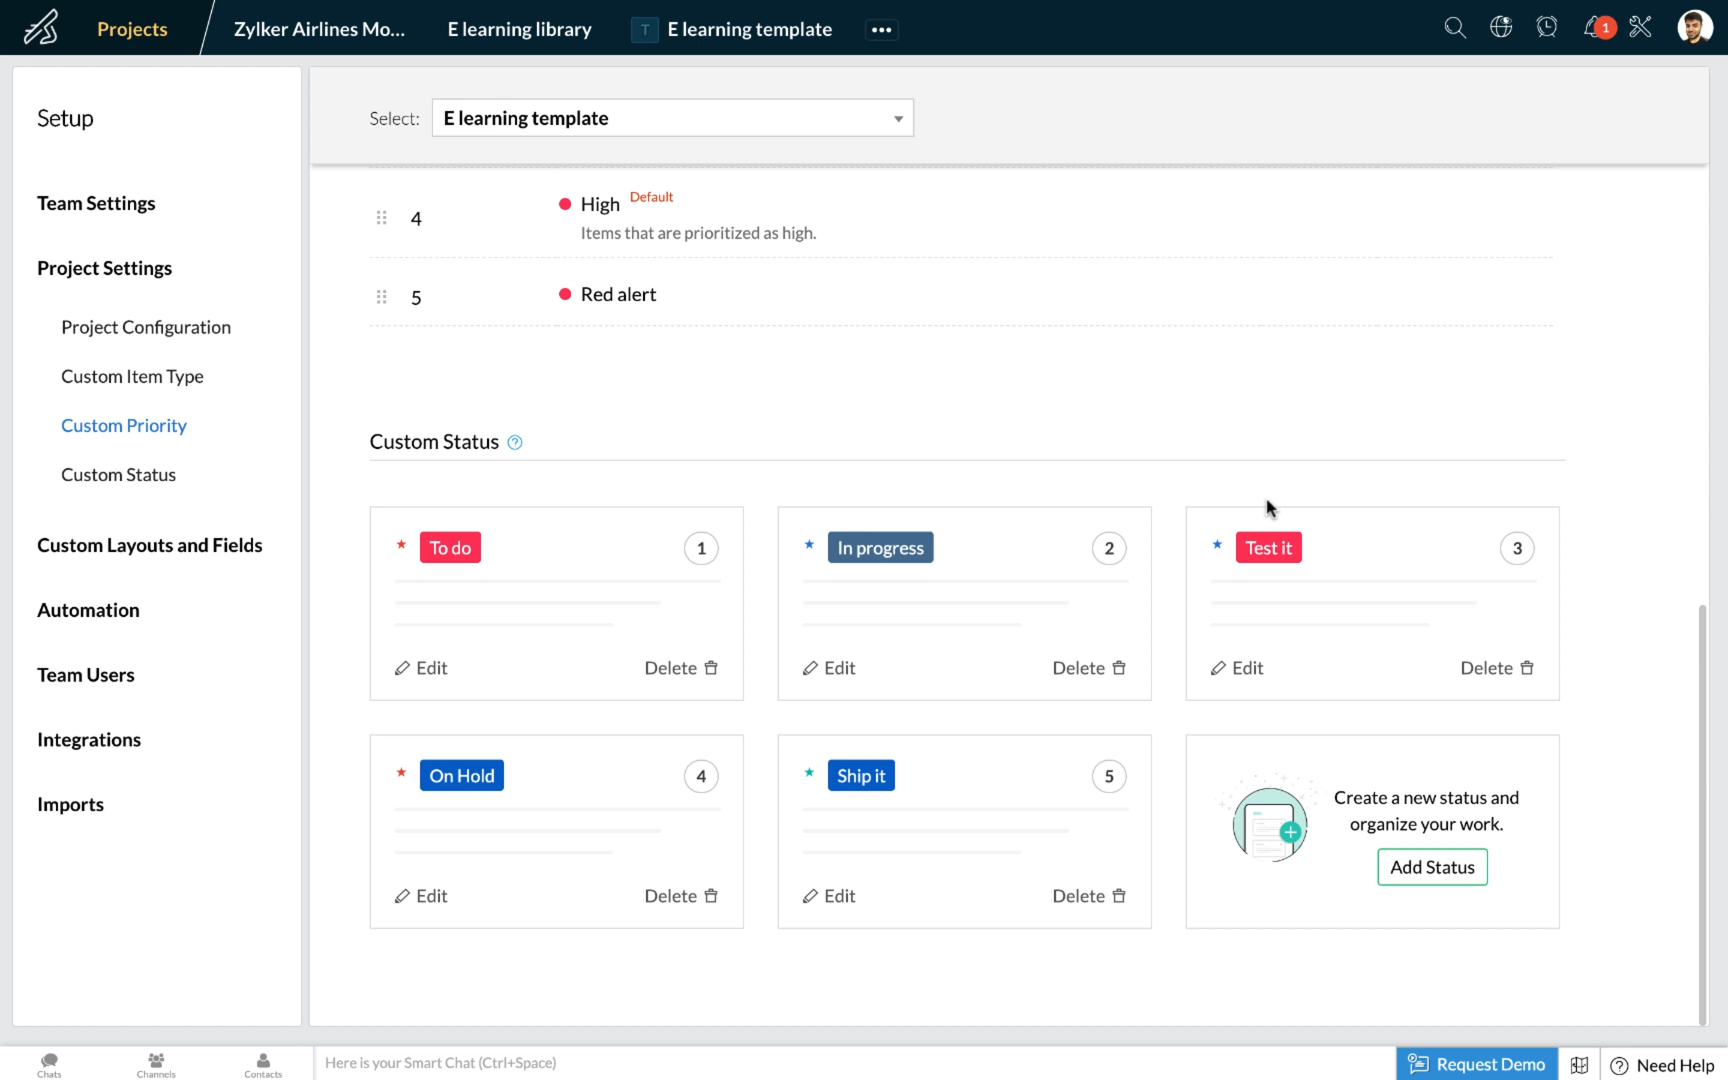 Projects
Zylker Airlines Mo...
E learning library
T
E learning template
•••
1
Setup
Team Settings
Project Settings
Project Configuration
Custom Item Type
Custom Priority
Custom Status
Custom Layouts and Fields
Automation
Team Users
Integrations
Imports
Select:
E learning template
4
High Default
Items that are prioritized as high.
5
Red alert
Custom Status ?
To do
1
Edit
Delete
In progress
2
Edit
Delete
Test it
3
Edit
Delete
On Hold
4
Edit
Delete
Ship it
5
Edit
Delete
Create a new status and
organize your work.
Add Status
Chats
Channels
Contacts
Here is your Smart Chat (Ctrl+Space)
Request Demo
? Need Help